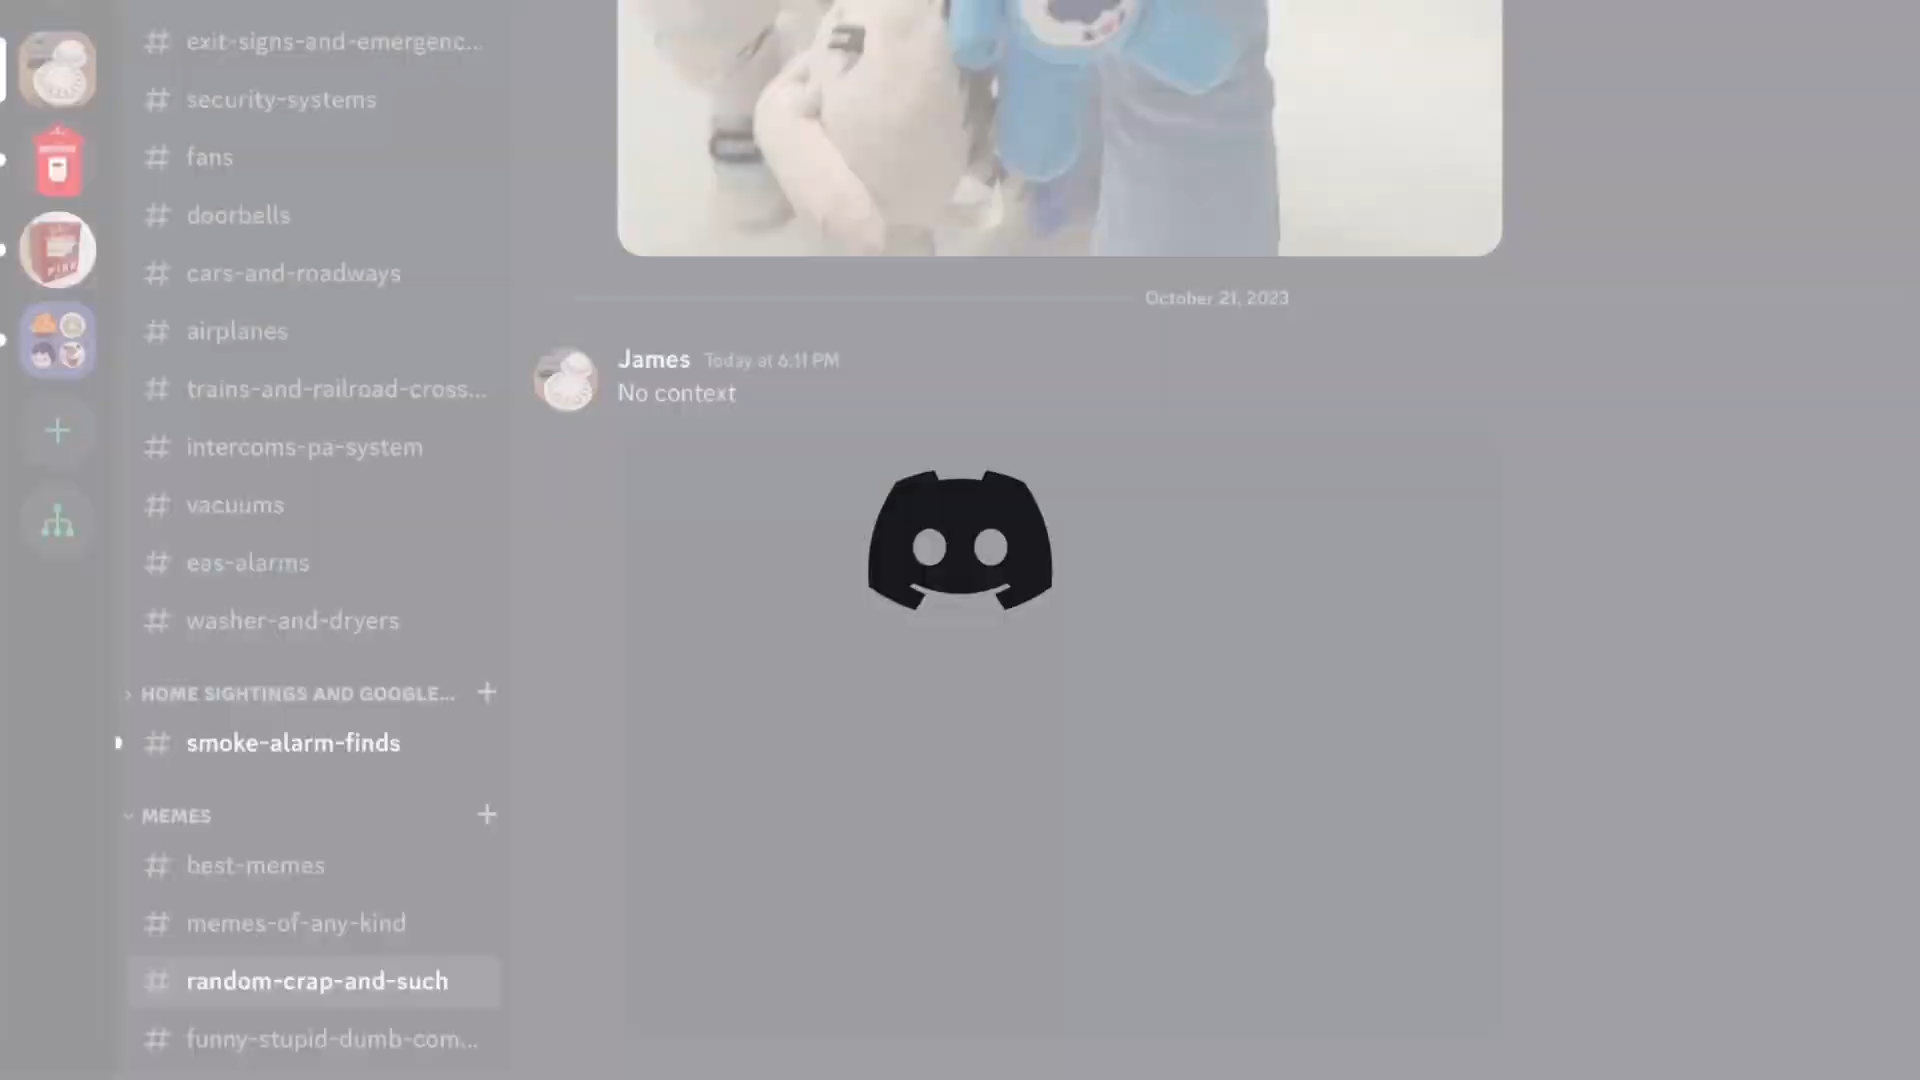 # exit-signs-and-emergenc...
# security-systems
# fans
# doorbells
# cars-and-roadways
# airplanes
# trains-and-railroad-cross...
# intercoms-pa-system
# vacuums
# eas-alarms
# washer-and-dryers
HOME SIGHTINGS AND GOOGLE... +
# smoke-alarm-finds
MEMES +
# best-memes
# memes-of-any-kind
# random-crap-and-such
# funny-stupid-dumb-com...
October 21, 2023
James Today at 6:11 PM
No context